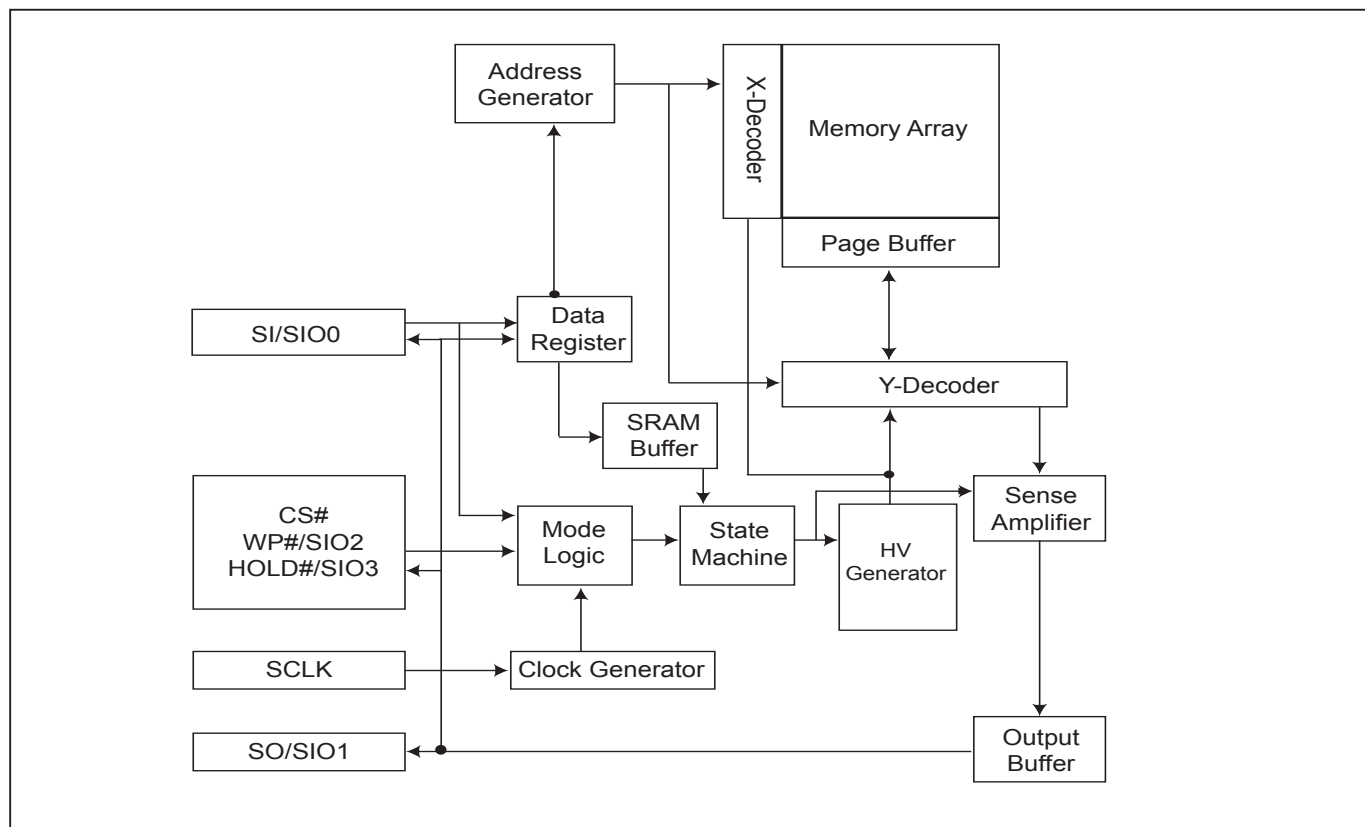 Address
Generator
X-Decoder
Memory Array
Page Buffer
SI/SIO0
Data
Register
Y-Decoder
SRAM
Buffer
CS#
WP#/SIO2
HOLD#/SIO3
Mode
Logic
State
Machine
HV
Generator
Sense
Amplifier
SCLK
Clock Generator
SO/SIO1
Output
Buffer